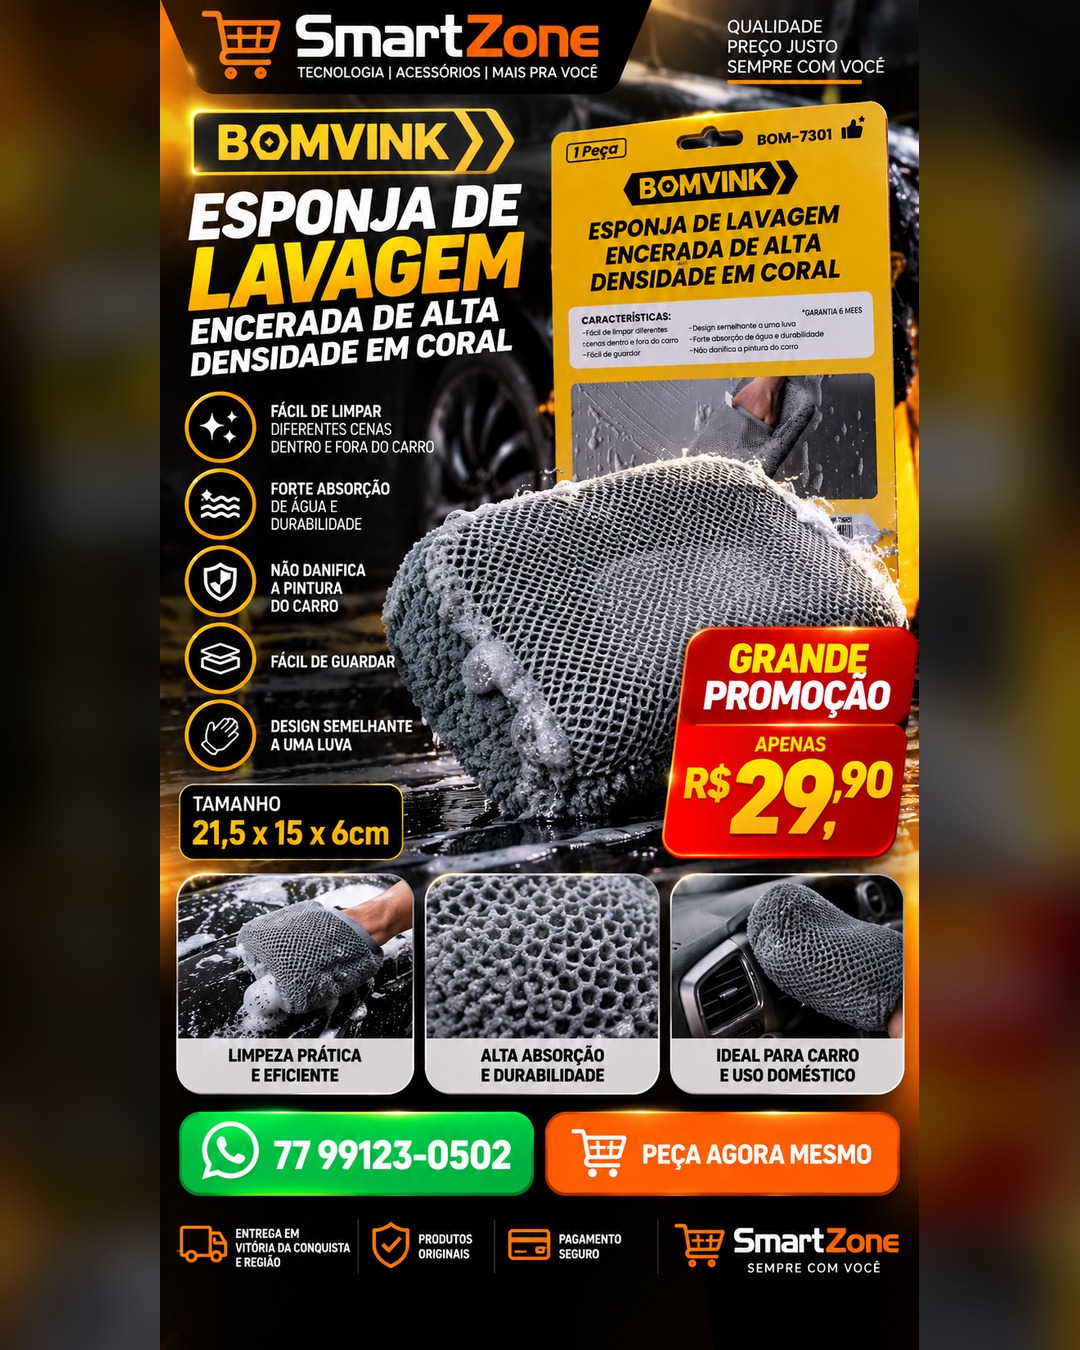 SmartZone
TECNOLOGIA | ACESSÓRIOS | MAIS PRA VOCÊ
QUALIDADE
PREÇO JUSTO
SEMPRE COM VOCÊ
BOMVINK
ESPONJA DE
LAVAGEM
ENCERADA DE ALTA
DENSIDADE EM CORAL
1 Peça
BOM-7301
BOMVINK
ESPONJA DE LAVAGEM
ENCERADA DE ALTA
DENSIDADE EM CORAL
CARACTERÍSTICAS:
*GARANTIA 6 MEES
-Fácil de limpar diferentes
cenas dentro e fora do carro
-Fácil de guardar
-Design semelhante a uma luva
-Forte absorção de água e durabilidade
-Não danifica a pintura do carro
FÁCIL DE LIMPAR
DIFERENTES CENAS
DENTRO E FORA DO CARRO
FORTE ABSORÇÃO
DE ÁGUA E
DURABILIDADE
NÃO DANIFICA
A PINTURA
DO CARRO
FÁCIL DE GUARDAR
DESIGN SEMELHANTE
A UMA LUVA
TAMANHO
21,5 x 15 x 6cm
GRANDE
PROMOÇÃO
APENAS
R$29,,90
LIMPEZA PRÁTICA
E EFICIENTE
ALTA ABSORÇÃO
E DURABILIDADE
IDEAL PARA CARRO
E USO DOMÉSTICO
77 99123-0502
PEÇA AGORA MESMO
ENTREGA EM
VITÓRIA DA CONQUISTA
E REGIÃO
PRODUTOS
ORIGINAIS
PAGAMENTO
SEGURO
SmartZone
SEMPRE COM VOCÊ